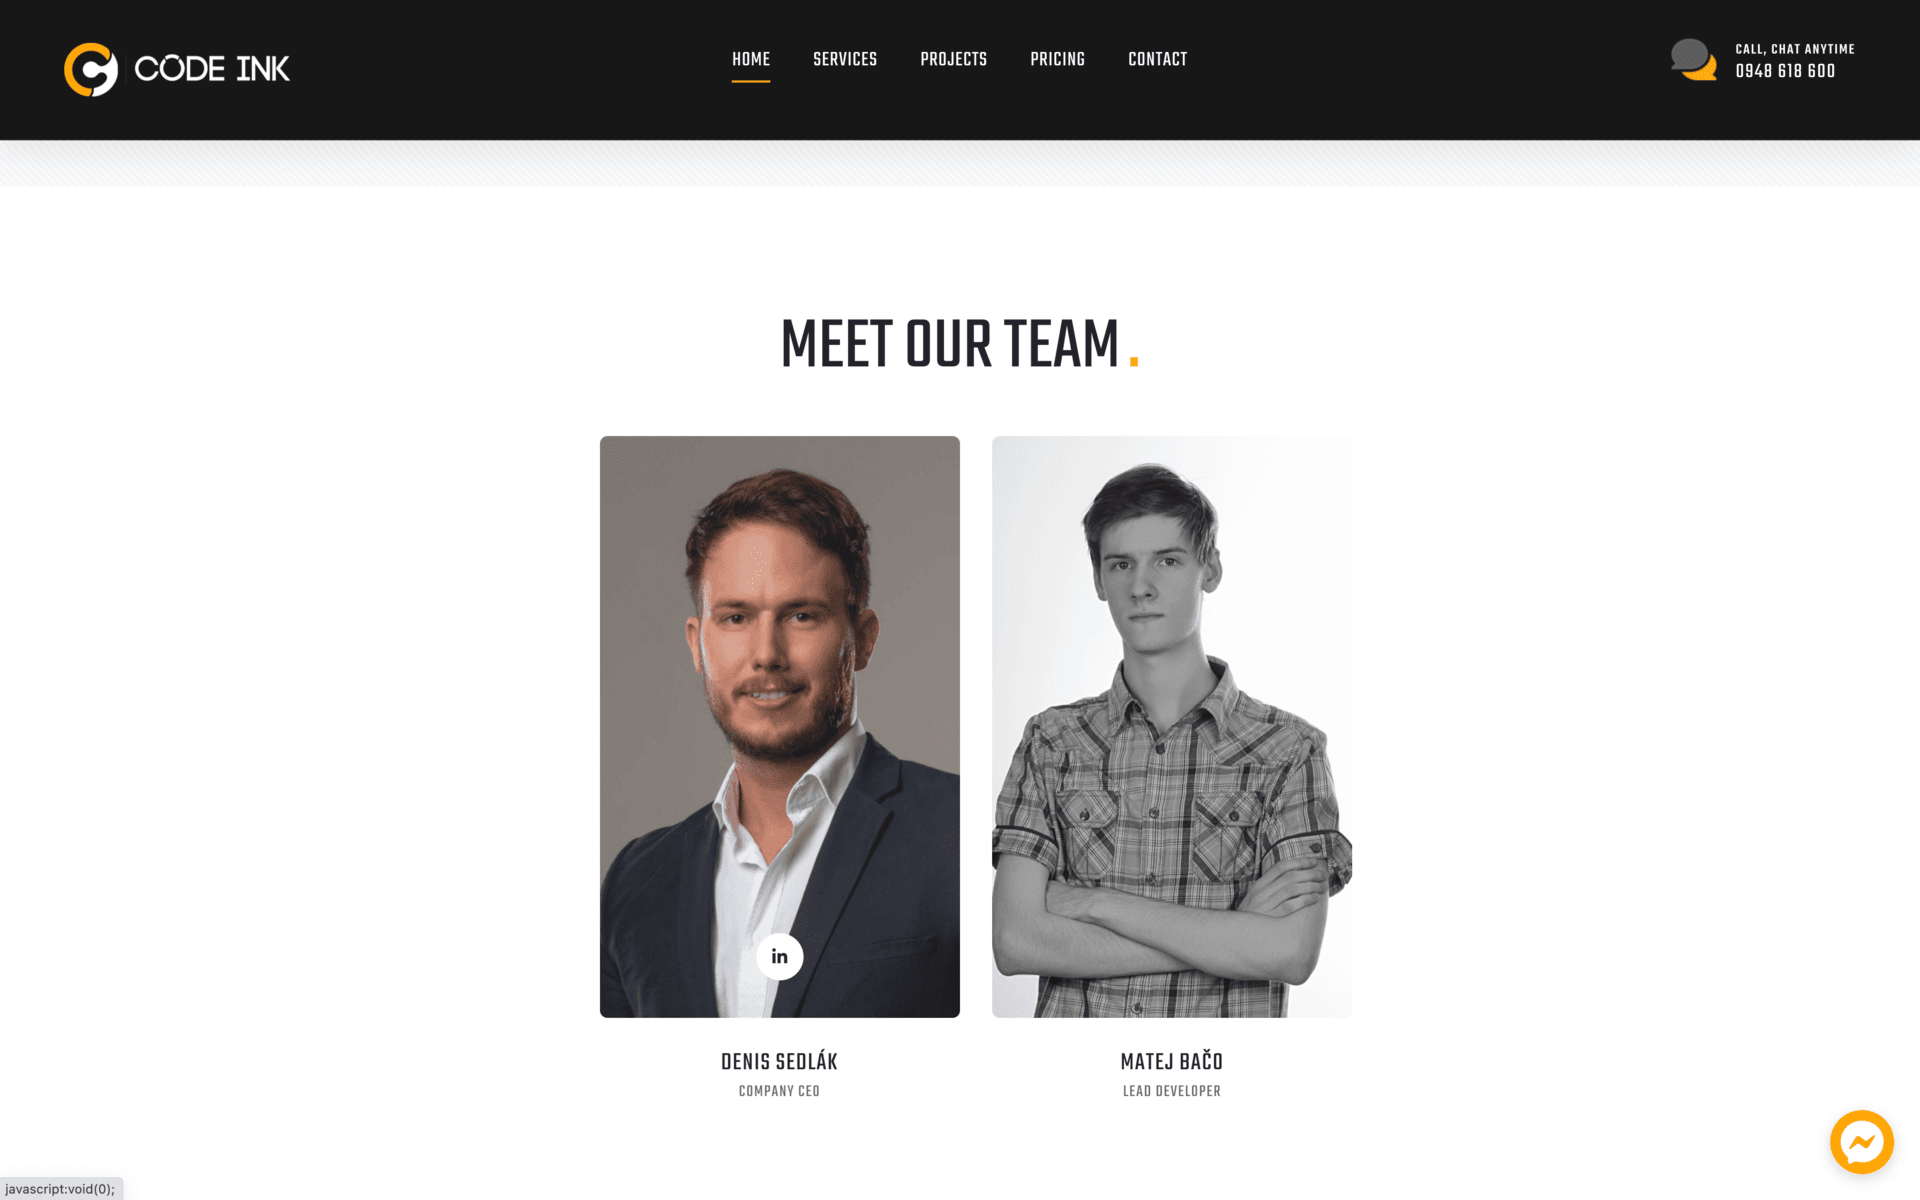 CODE INK
HOME
SERVICES
PROJECTS
PRICING
CONTACT
CALL, CHAT ANYTIME
0948 618 600
MEET OUR TEAM.
in
DENIS SEDLÁK
COMPANY CEO
MATEJ BAČO
LEAD DEVELOPER
javascript:void(0);